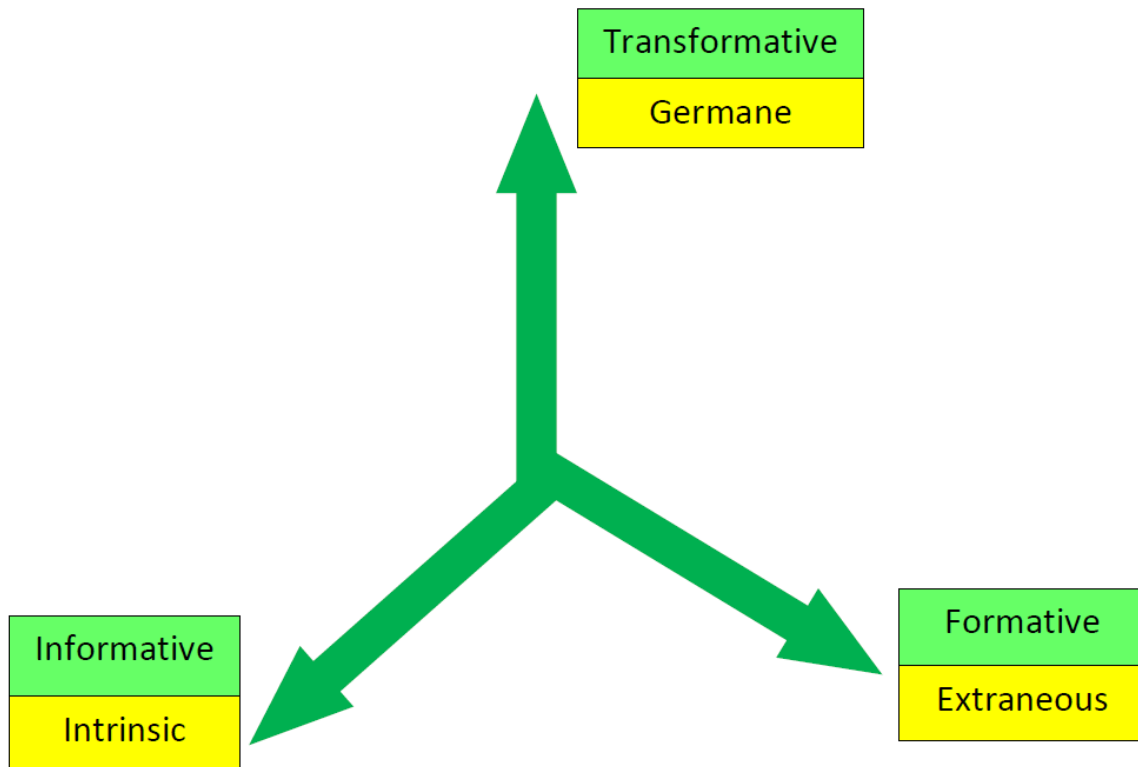 Transformative
Germane
Informative
Intrinsic
Formative
Extraneous